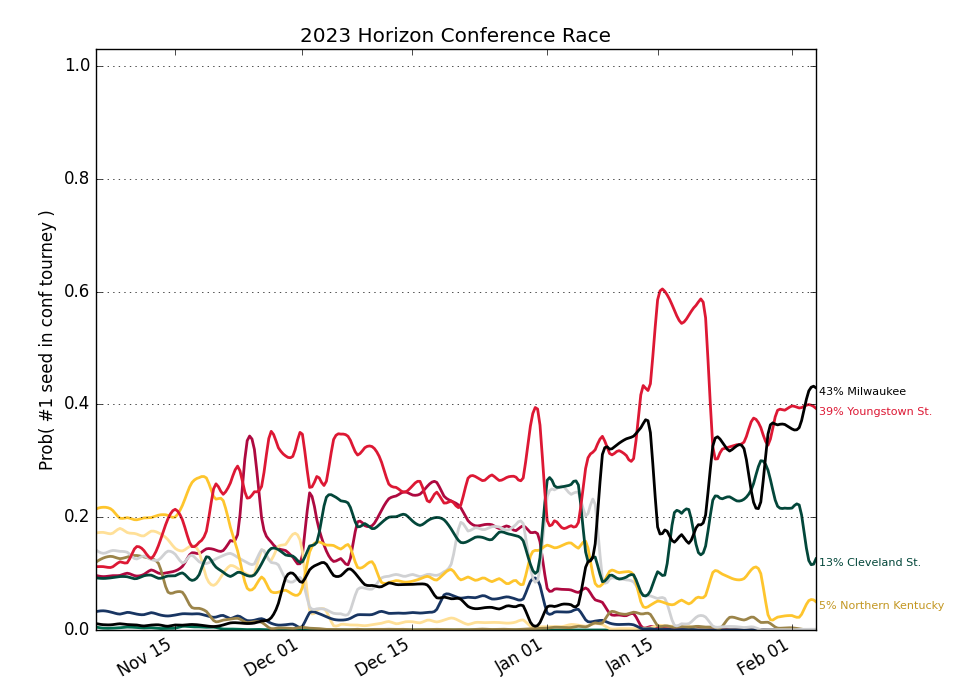 2023 Horizon Conference Race
Prob( #1 seed in conf tourney )
1.0
0.8
0.6
0.4
0.2
0.0
43% Milwaukee
39% Youngstown St.
13% Cleveland St.
5% Northern Kentucky
Nov 15
Dec 01
Dec 15
Jan 01
Jan 15
Feb 01